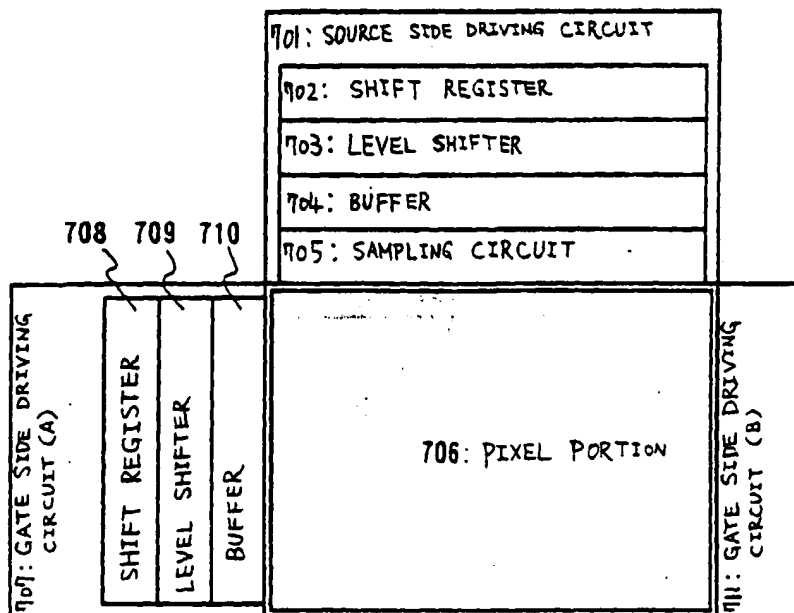 701: SOURCE SIDE DRIVING CIRCUIT
702: SHIFT REGISTER
703: LEVEL SHIFTER
704: BUFFER
705: SAMPLING CIRCUIT
708 709 710
707: GATE SIDE DRIVING
CIRCUIT (A)
SHIFT REGISTER
LEVEL SHIFTER
BUFFER
706: PIXEL PORTION
711: GATE SIDE DRIVING
CIRCUIT (B)